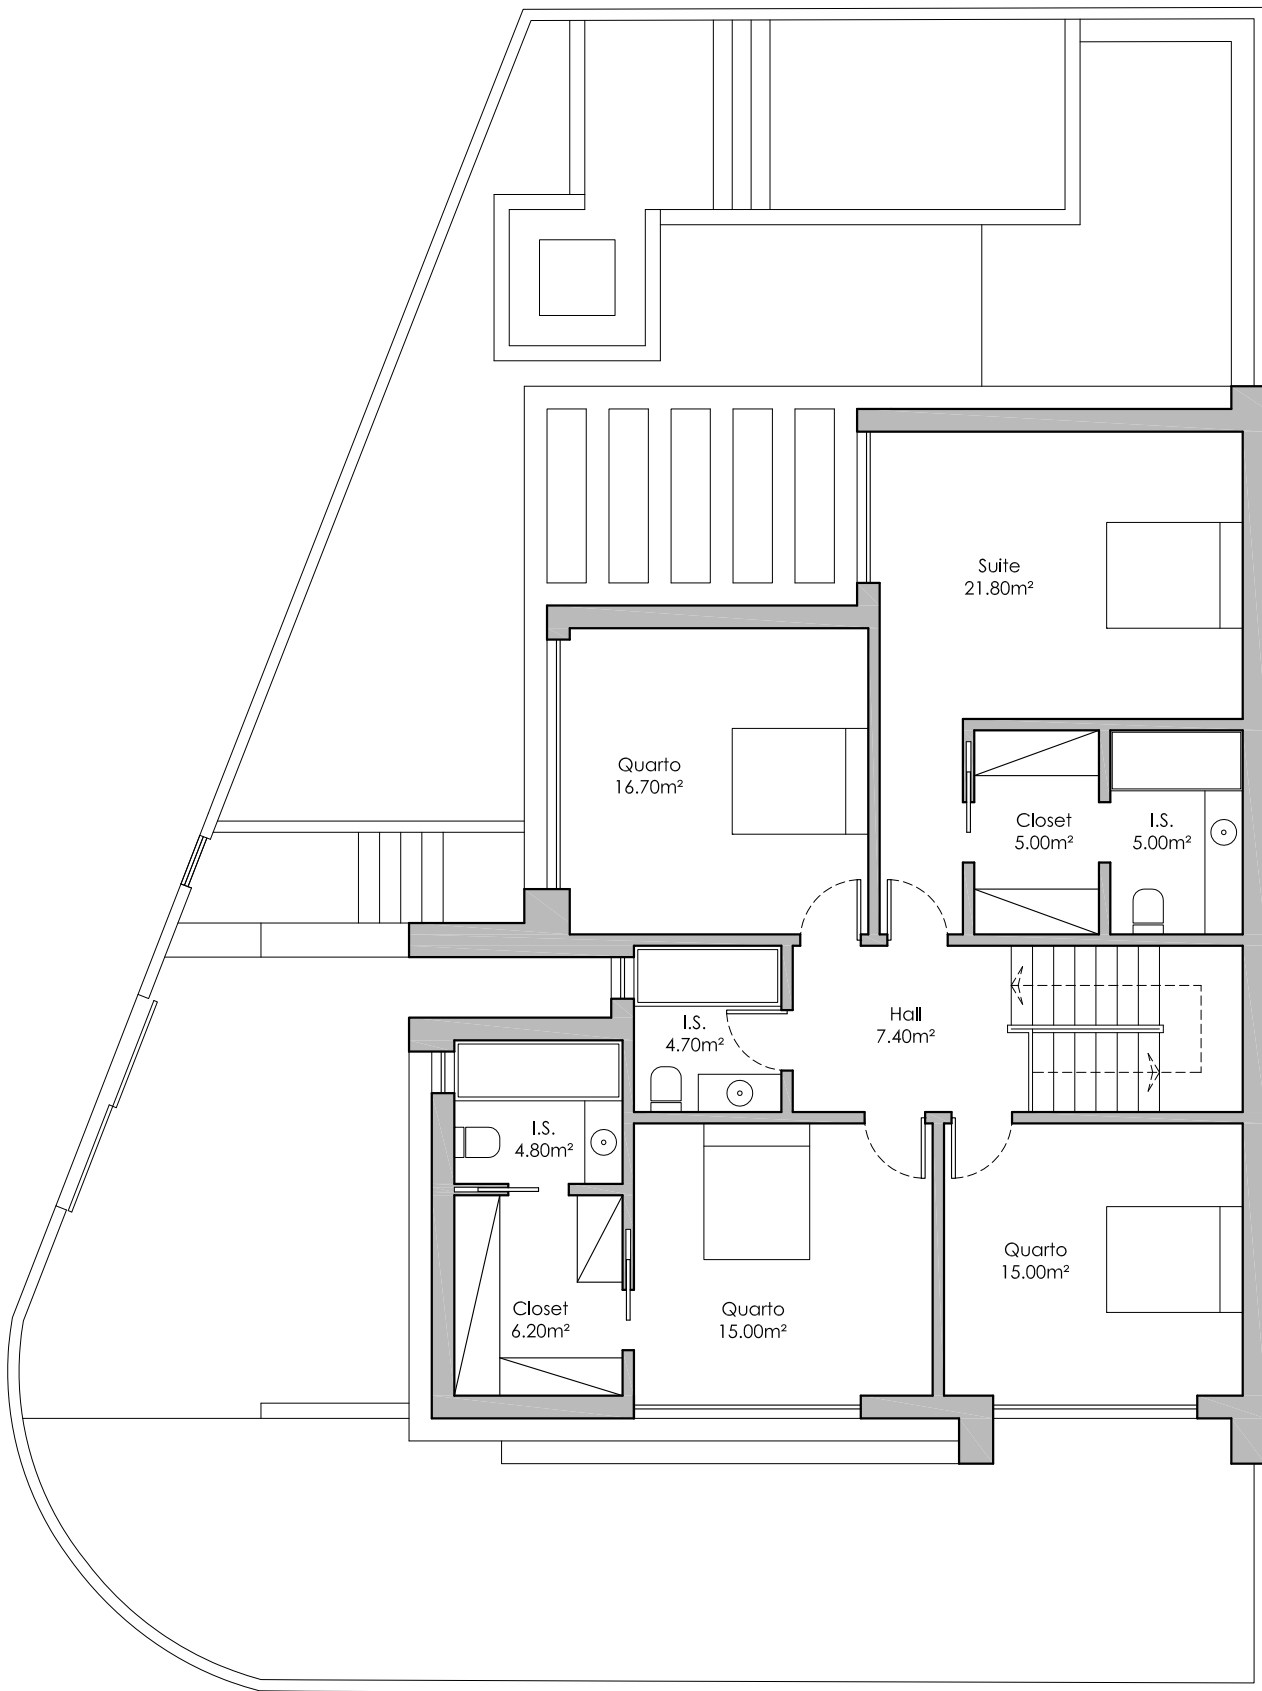 Suite
21.80m²
Quarto
16.70m²
Closet
5.00m²
I.S.
5.00m²
I.S.
4.70m²
Hall
7.40m²
I.S.
4.80m²
Quarto
15.00m²
Closet
6.20m²
Quarto
15.00m²